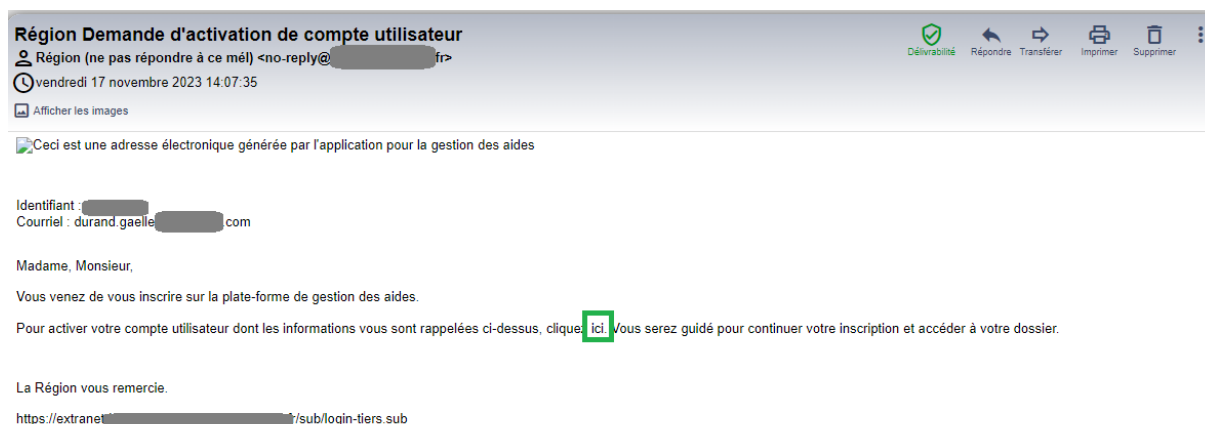 Région Demande d'activation de compte utilisateur
Région (ne pas répondre à ce mél) <no-reply@ fr>
vendredi 17 novembre 2023 14:07:35
Délivrabilité Répondre Transférer Imprimer Supprimer
Afficher les images
Ceci est une adresse électronique générée par l'application pour la gestion des aides
Identifiant :
Courriel : durand.gaelle .com
Madame, Monsieur,
Vous venez de vous inscrire sur la plate-forme de gestion des aides.
Pour activer votre compte utilisateur dont les informations vous sont rappelées ci-dessus, cliquez ici. Vous serez guidé pour continuer votre inscription et accéder à votre dossier.
La Région vous remercie.
https://extranet r/sub/login-tiers.sub